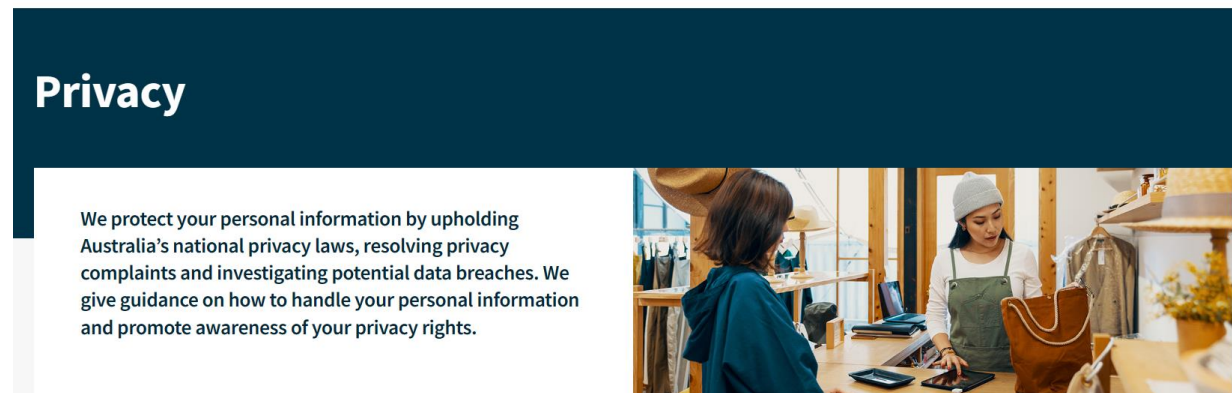 Privacy
We protect your personal information by upholding
Australia’s national privacy laws, resolving privacy
complaints and investigating potential data breaches. We
give guidance on how to handle your personal information
and promote awareness of your privacy rights.